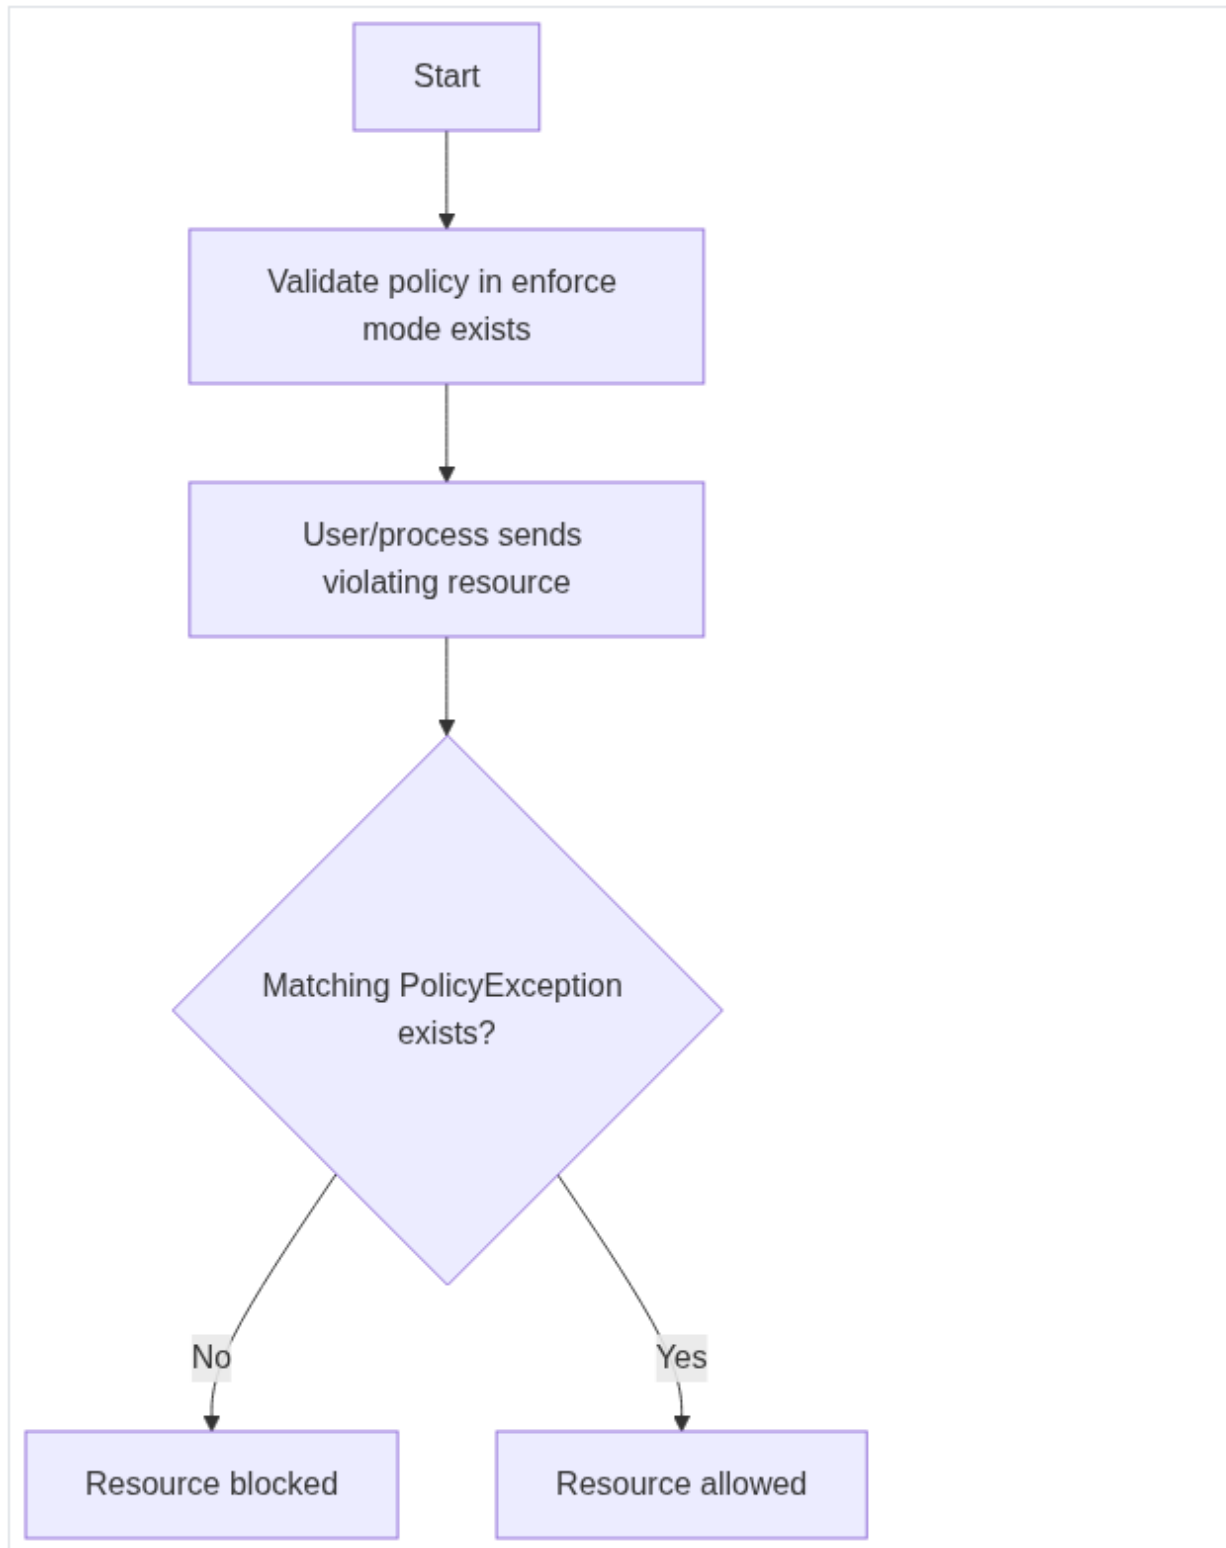 Start
Validate policy in enforce
mode exists
User/process sends
violating resource
Matching PolicyException
exists?
No
Yes
Resource blocked
Resource allowed